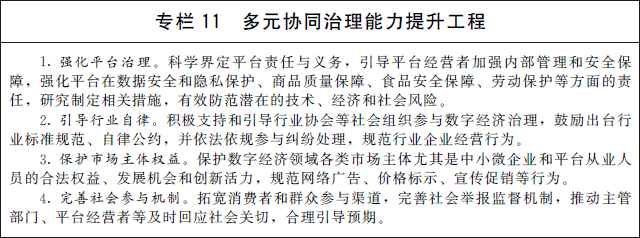 专栏 11 多元协同治理能力提升工程
1. 强化平台治理。科学界定平台责任与义务，引导平台经营者加强内部管理和安全保
障，强化平台在数据安全和隐私保护、商品质量保障、食品安全保障、劳动保护等方面的责
任，研究制定相关措施，有效防范潜在的技术、经济和社会风险。
2. 引导行业自律。积极支持和引导行业协会等社会组织参与数字经济治理，鼓励出台行
业标准规范、自律公约，并依法依规参与纠纷处理，规范行业企业经营行为。
3. 保护市场主体权益。保护数字经济领域各类市场主体尤其是中小微企业和平台从业人
员的合法权益、发展机会和创新活力，规范网络广告、价格标示、宣传促销等行为。
4. 完善社会参与机制。拓宽消费者和群众参与渠道，完善社会举报监督机制，推动主管
部门、平台经营者等及时回应社会关切，合理引导预期。